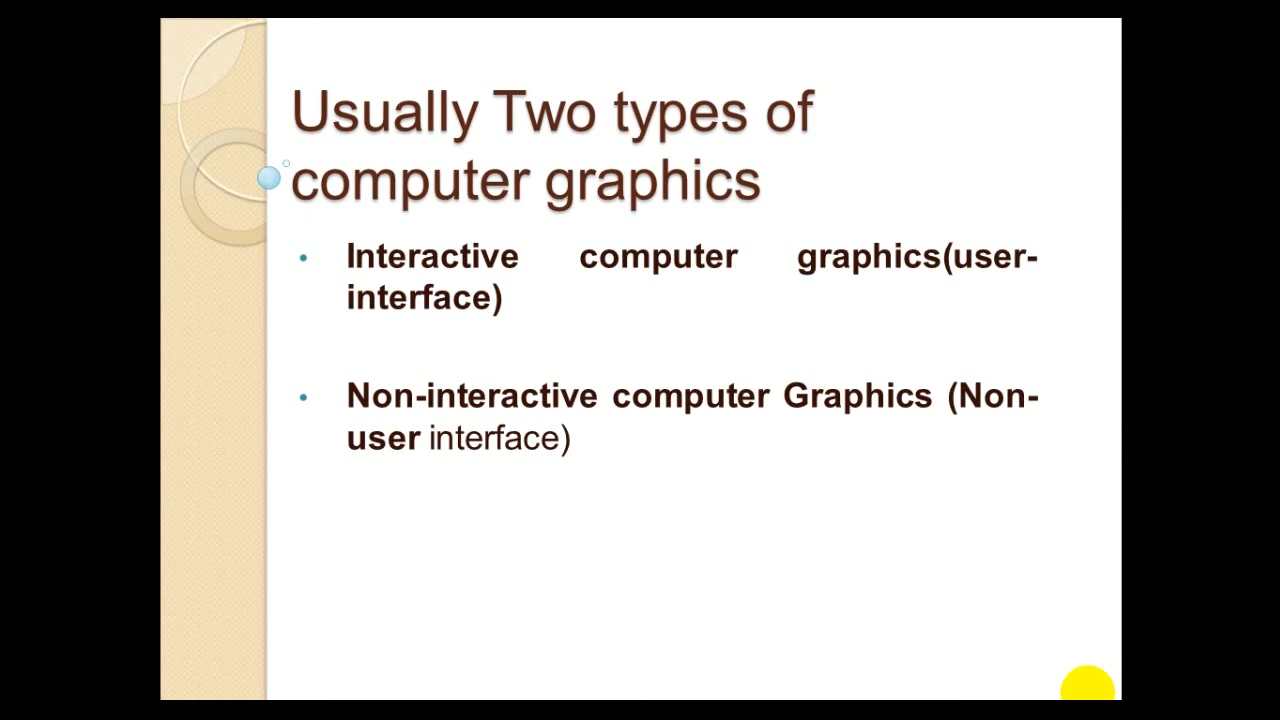 Usually Two types of
computer graphics
• Interactive computer graphics(user-
interface)
• Non-interactive computer Graphics (Non-
user interface)